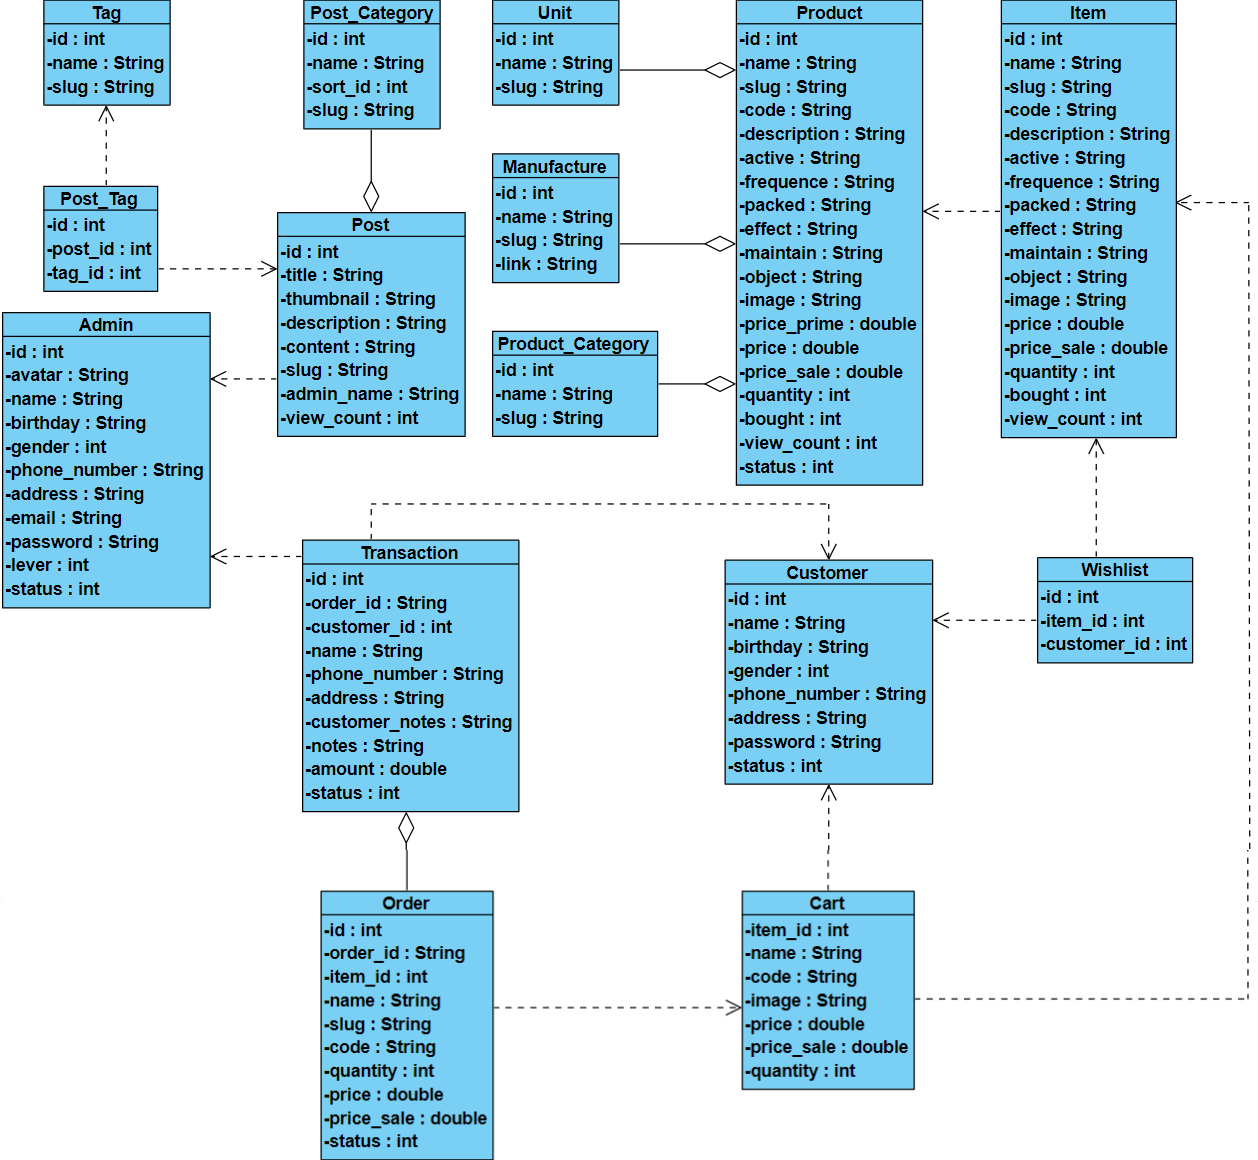 Tag
-id : int
-name : String
-slug : String
Post_Category
-id : int
-name : String
-sort_id : int
-slug : String
Unit
-id : int
-name : String
-slug : String
Product
-id : int
-name : String
-slug : String
-code : String
-description : String
-active : String
-frequence : String
-packed : String
-effect : String
-maintain : String
-object : String
-image : String
-price_prime : double
-price : double
-price_sale : double
-quantity : int
-bought : int
-view_count : int
-status : int
Item
-id : int
-name : String
-slug : String
-code : String
-description : String
-active : String
-frequence : String
-packed : String
-effect : String
-maintain : String
-object : String
-image : String
-price : double
-price_sale : double
-quantity : int
-bought : int
-view_count : int
Manufacture
-id : int
-name : String
-slug : String
-link : String
Post_Tag
-id : int
-post_id : int
-tag_id : int
Post
-id : int
-title : String
-thumbnail : String
-description : String
-content : String
-slug : String
-admin_name : String
-view_count : int
Product_Category
-id : int
-name : String
-slug : String
Admin
-id : int
-avatar : String
-name : String
-birthday : String
-gender : int
-phone_number : String
-address : String
-email : String
-password : String
-lever : int
-status : int
Transaction
-id : int
-order_id : String
-customer_id : int
-name : String
-phone_number : String
-address : String
-customer_notes : String
-notes : String
-amount : double
-status : int
Customer
-id : int
-name : String
-birthday : String
-gender : int
-phone_number : String
-address : String
-password : String
-status : int
Wishlist
-id : int
-item_id : int
-customer_id : int
Order
-id : int
-order_id : String
-item_id : int
-name : String
-slug : String
-code : String
-quantity : int
-price : double
-price_sale : double
-status : int
Cart
-item_id : int
-name : String
-code : String
-image : String
-price : double
-price_sale : double
-quantity : int